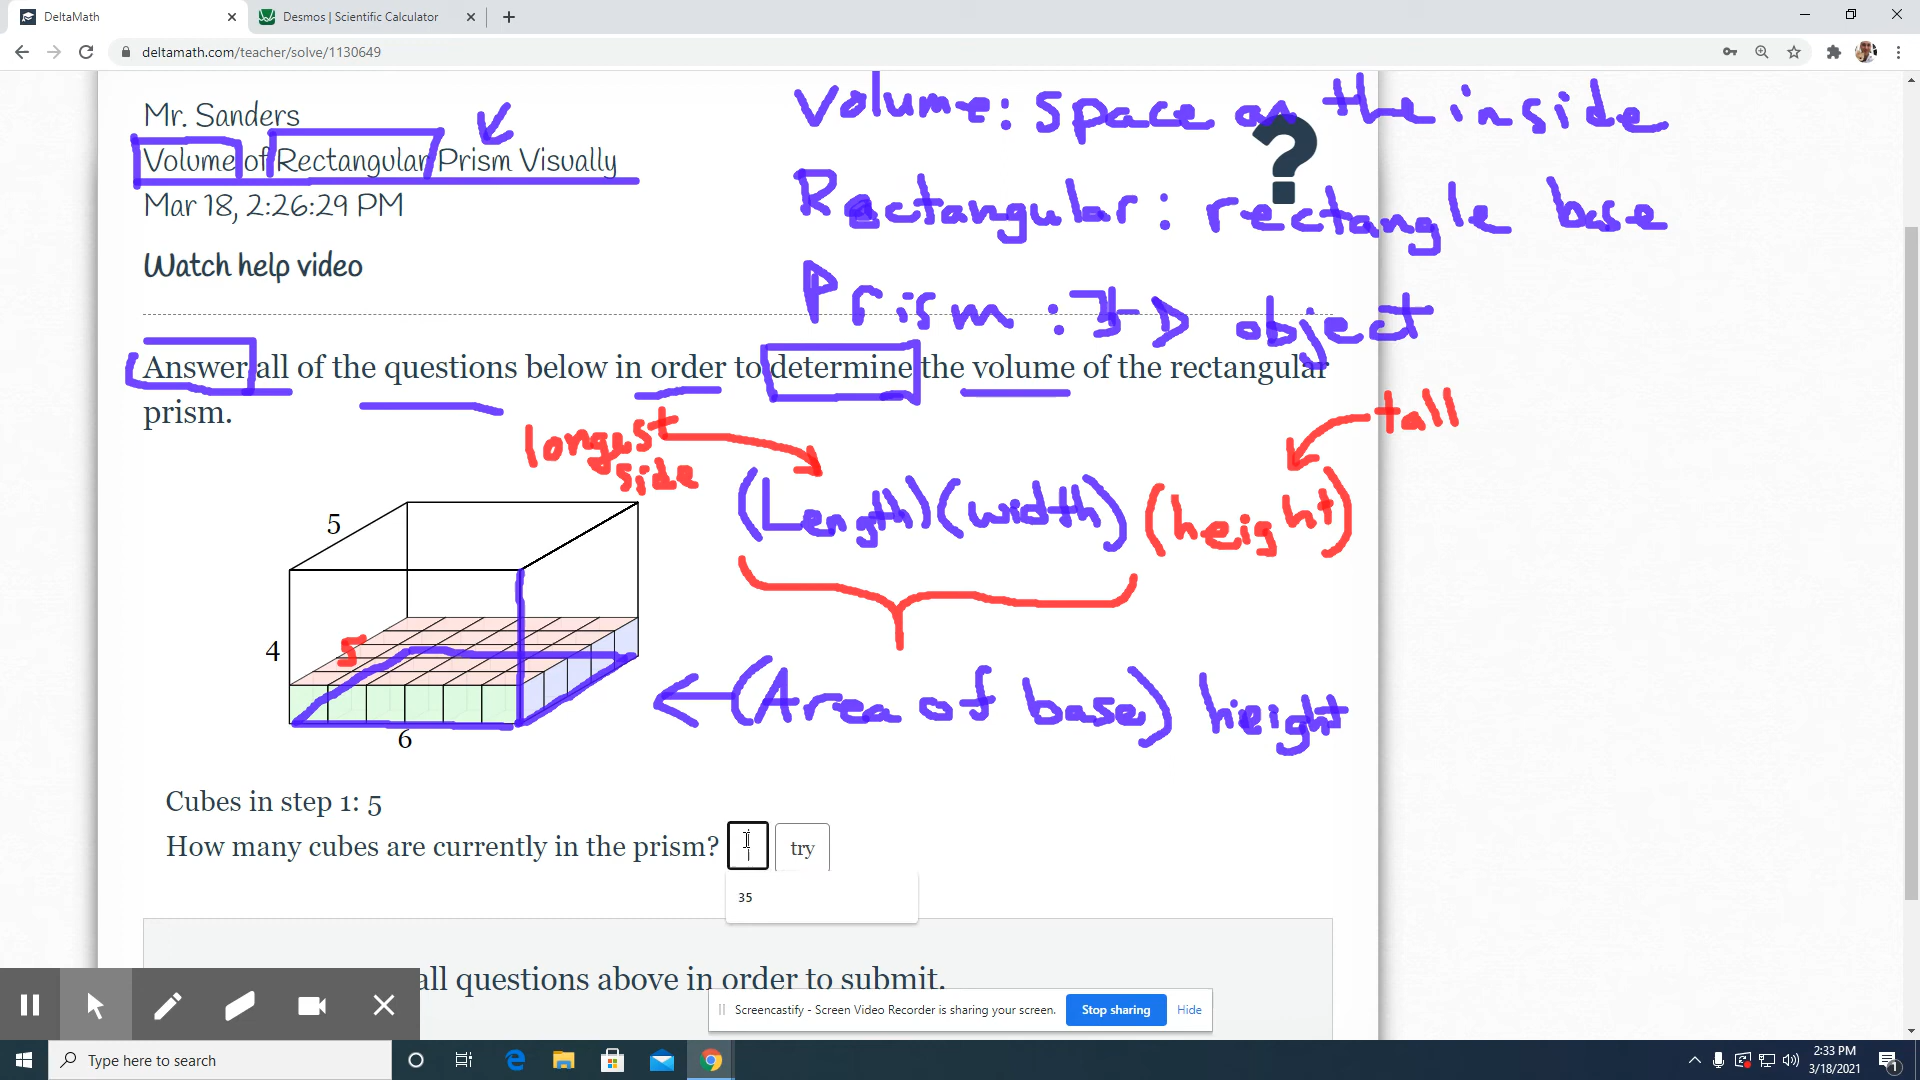 DeltaMath
Desmos | Scientific Calculator
deltamath.com/teacher/solve/1130649
Mr. Sanders
Volume of Rectangular Prism Visually
Mar 18, 2:26:29 PM
Watch help video
Volume: space on the inside
?
Ractangular: rectangle base
Prism: 3-D object
Answer all of the questions below in order to determine the volume of the rectangular
prism.
longest
side
tall
(Length)(width)(height)
5
4
5
6
(Area of base) height
Cubes in step 1: 5
How many cubes are currently in the prism?
try
35
all questions above in order to submit.
Screencastify - Screen Video Recorder is sharing your screen.
Stop sharing
Hide
Type here to search
2:33 PM
3/18/2021
1